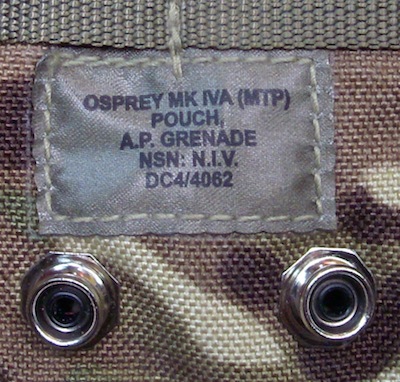 OSPREY MK IVA (MTP)
POUCH,
A.P. GRENADE
NSN: N.I.V.
DC4/4062